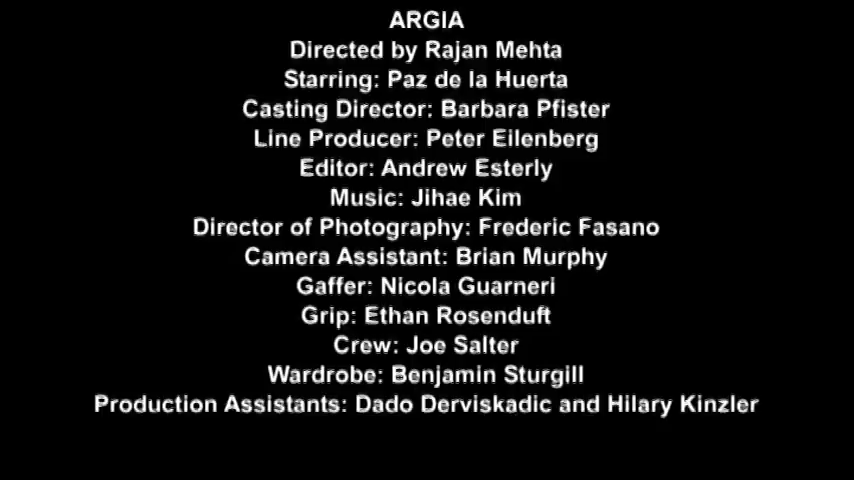 ARGIA
Directed by Rajan Mehta
Starring: Paz de la Huerta
Casting Director: Barbara Pfister
Line Producer: Peter Eilenberg
Editor: Andrew Esterly
Music: Jihae Kim
Director of Photography: Frederic Fasano
Camera Assistant: Brian Murphy
Gaffer: Nicola Guarneri
Grip: Ethan Rosenduft
Crew: Joe Salter
Wardrobe: Benjamin Sturgill
Production Assistants: Dado Derviskadic and Hilary Kinzler